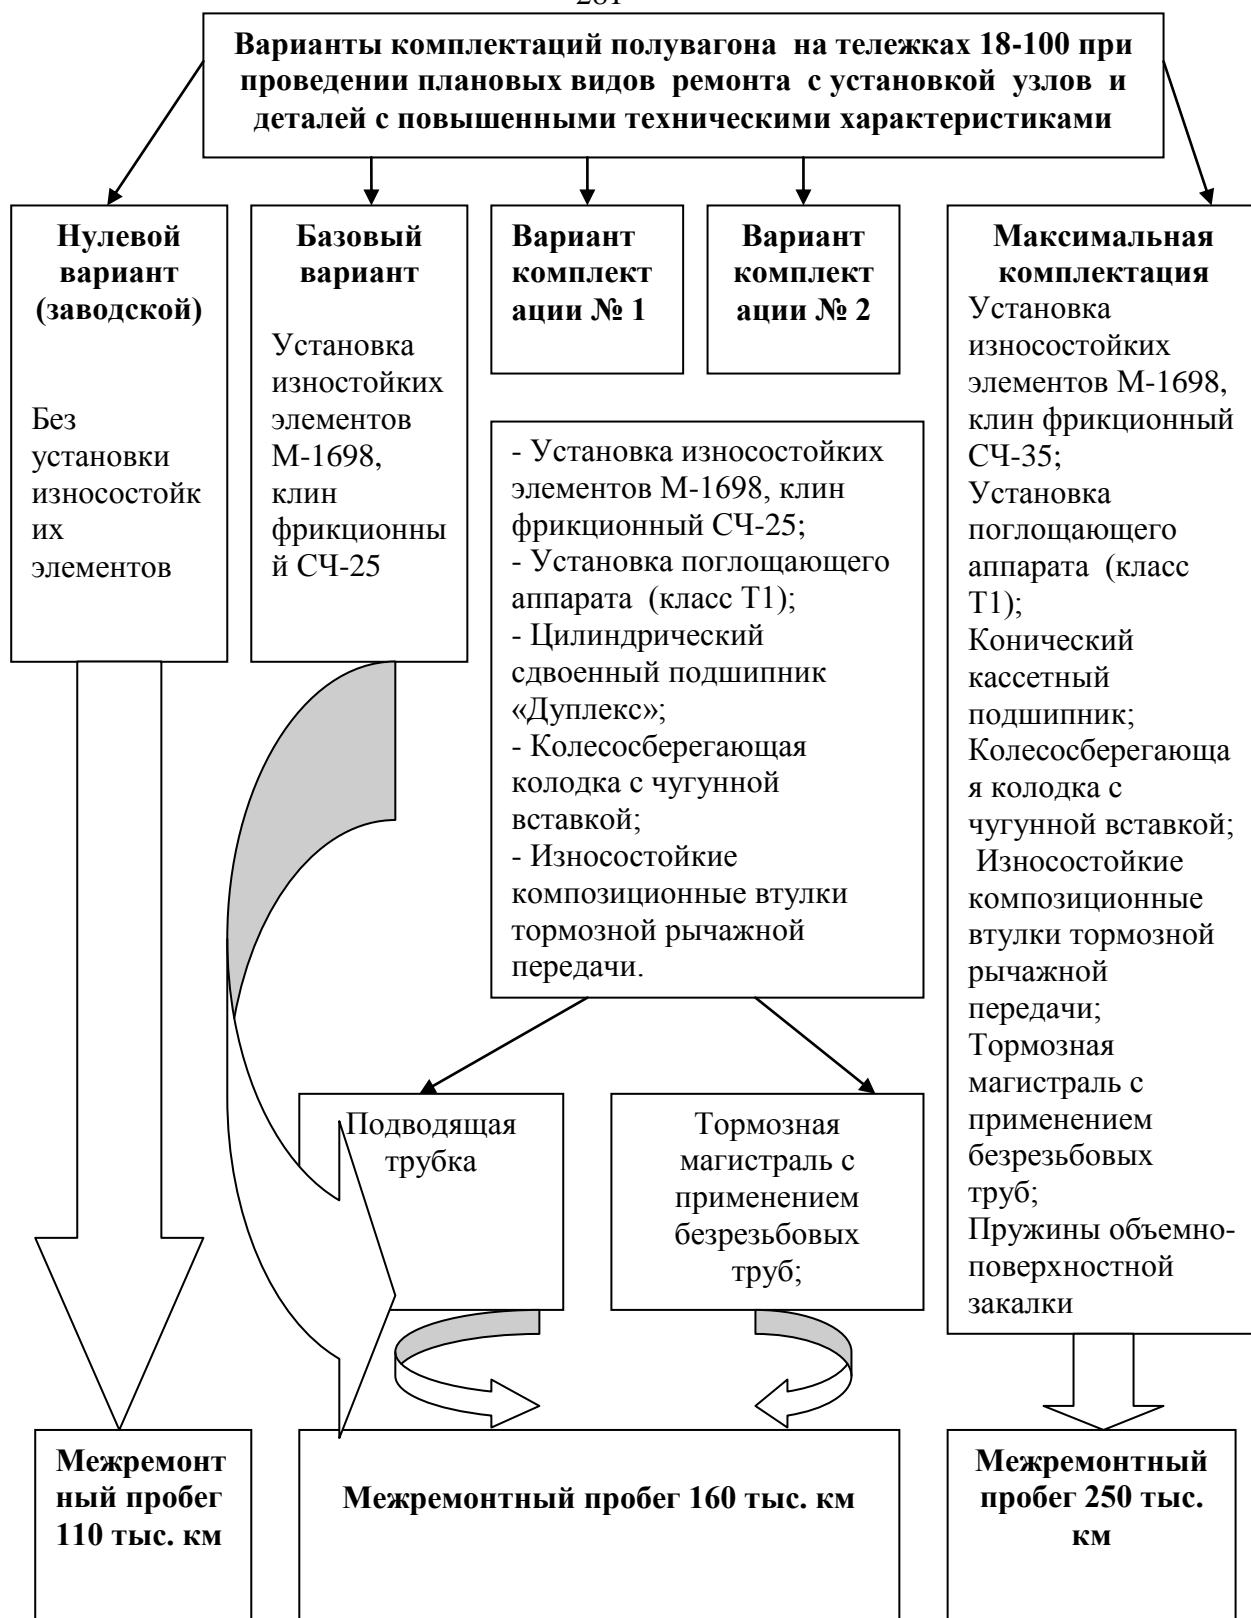 Варианты комплектаций полувагона на тележках 18-100 при
проведении плановых видов ремонта с установкой узлов и
деталей с повышенными техническими характеристиками
Нулевой
вариант
(заводской)
Без
установки
износостойк
их
элементов
Базовый
вариант
Установка
изностойких
элементов
М-1698,
клин
фрикционны
й СЧ-25
Вариант
комплект
ации № 1
Вариант
комплект
ации № 2
- Установка износостойких
элементов М-1698, клин
фрикционный СЧ-25;
- Установка поглощающего
аппарата (класс Т1);
- Цилиндрический
сдвоенный подшипник
«Дуплекс»;
- Колесосберегающая
колодка с чугунной
вставкой;
- Износостойкие
композиционные втулки
тормозной рычажной
передачи.
Максимальная
комплектация
Установка
износостойких
элементов М-1698,
клин фрикционный
СЧ-35;
Установка
поглощающего
аппарата (класс
Т1);
Конический
кассетный
подшипник;
Колесосберегающа
я колодка с
чугунной вставкой;
Износостойкие
композиционные
втулки тормозной
рычажной
передачи;
Тормозная
магистраль с
применением
безрезьбовых
труб;
Пружины объемно-
поверхностной
закалки
Подводящая
трубка
Тормозная
магистраль с
применением
безрезьбовых
труб;
Межремонт
ный пробег
110 тыс. км
Межремонтный пробег 160 тыс. км
Межремонтный
пробег 250 тыс.
км